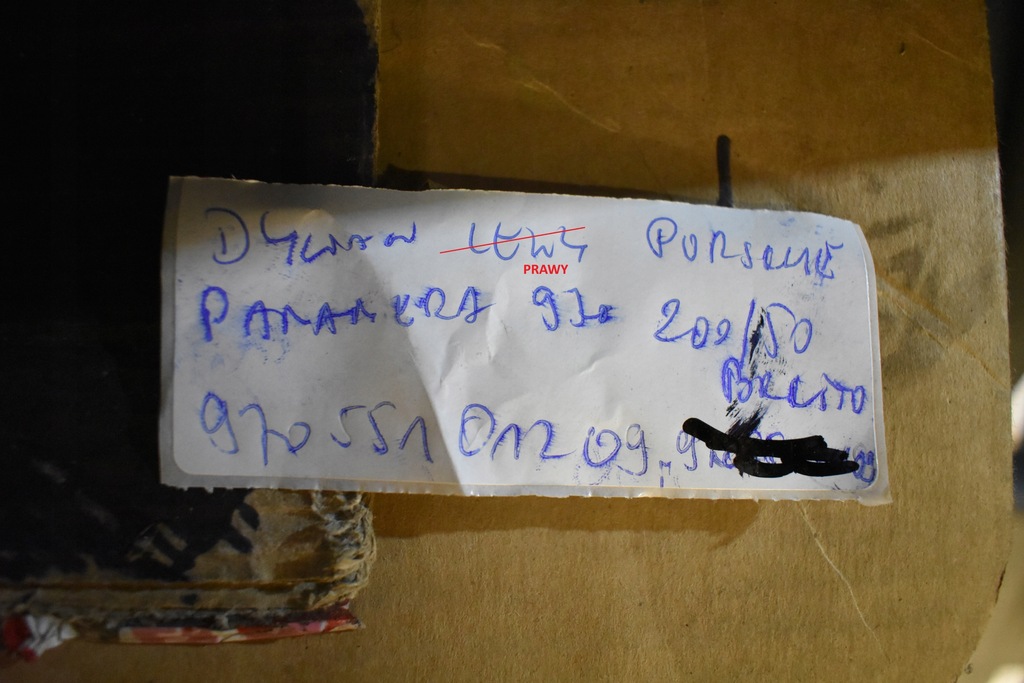 DYWAN LEWY PORSCHE
PRAWY
PANAMERA 970 200/50
BRUTTO
970 551 012 09